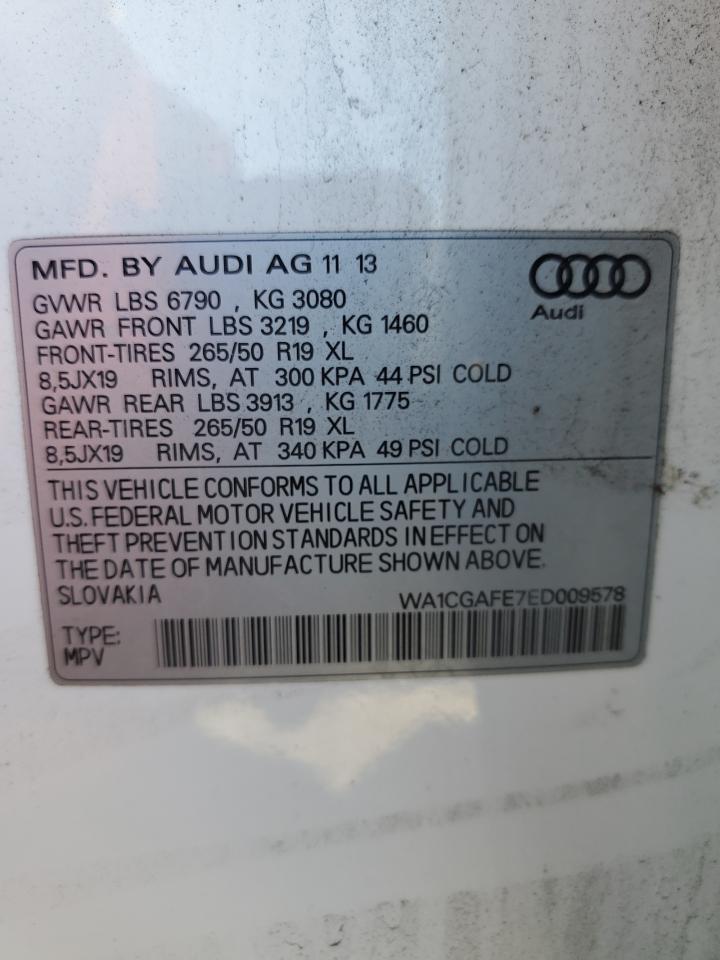 MFD. BY AUDI AG 11 13
Audi
GVWR LBS 6790 , KG 3080
GAWR FRONT LBS 3219 , KG 1460
FRONT-TIRES 265/50 R19 XL
8,5JX19 RIMS, AT 300 KPA 44 PSI COLD
GAWR REAR LBS 3913 , KG 1775
REAR-TIRES 265/50 R19 XL
8,5JX19 RIMS, AT 340 KPA 49 PSI COLD
THIS VEHICLE CONFORMS TO ALL APPLICABLE
U.S. FEDERAL MOTOR VEHICLE SAFETY AND
THEFT PREVENTION STANDARDS IN EFFECT ON
THE DATE OF MANUFACTURE SHOWN ABOVE.
SLOVAKIA WA1CGAFE7ED009578
TYPE:
MPV